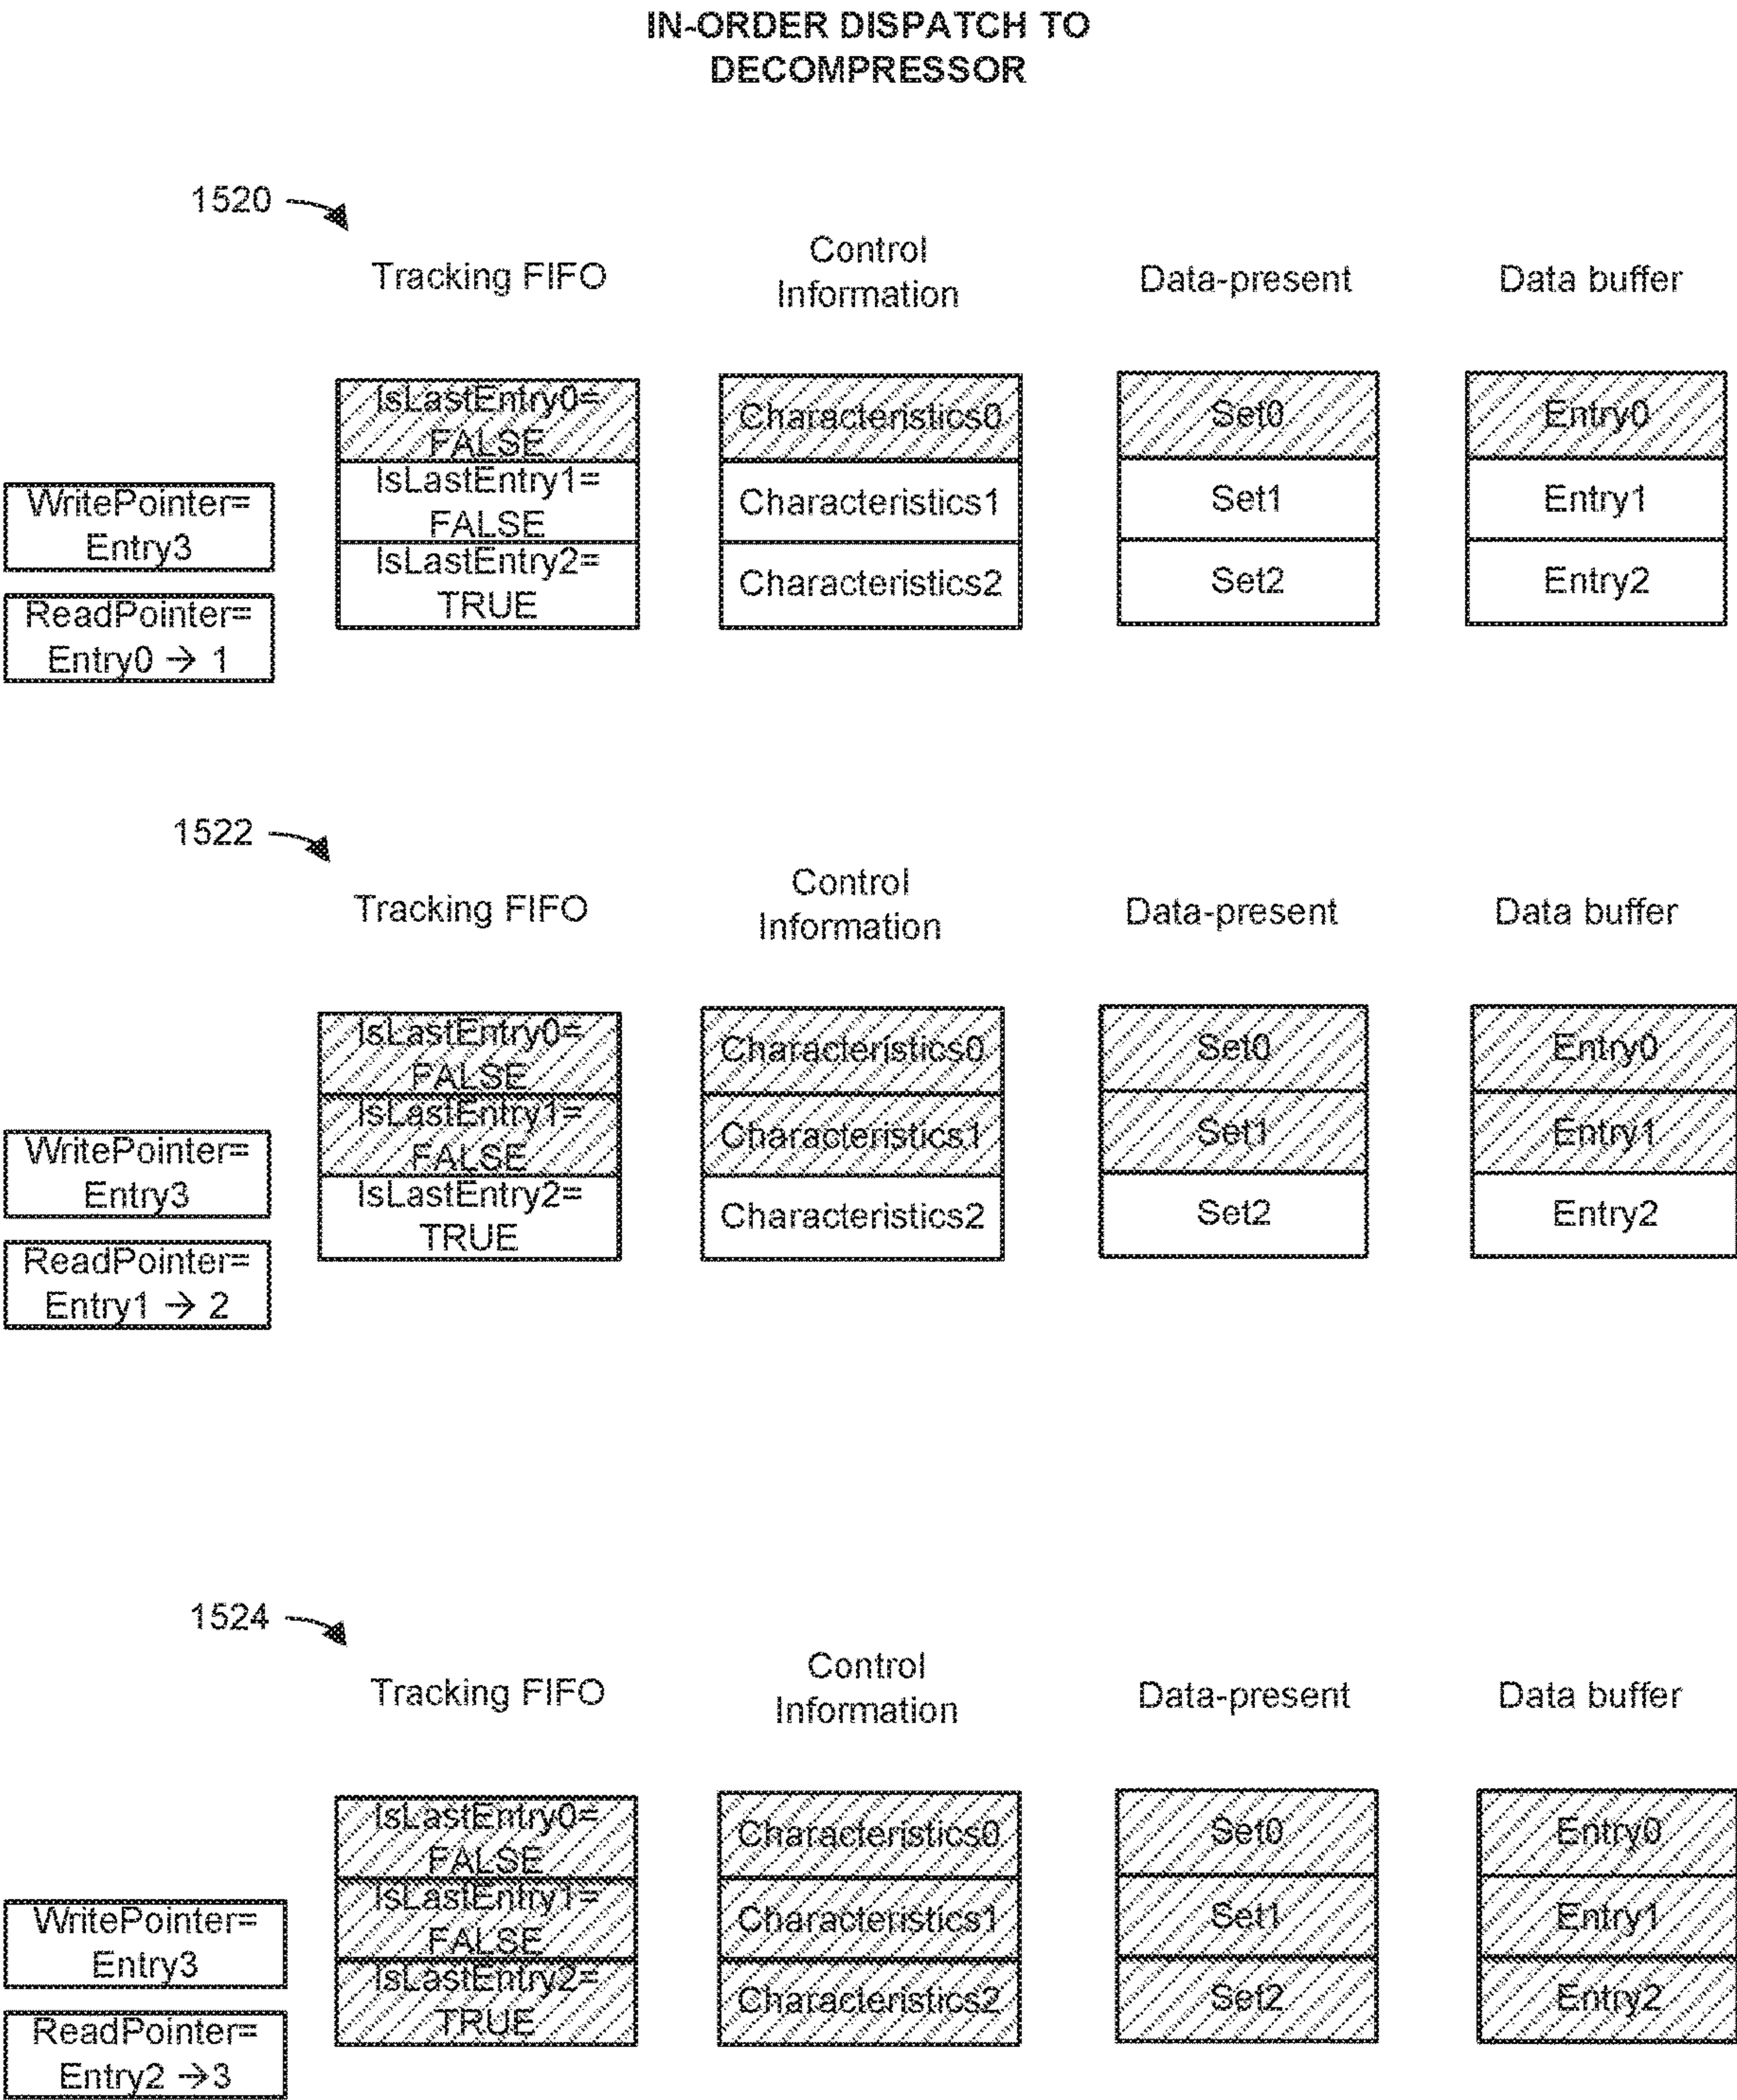 IN-ORDER DISPATCH TO
DECOMPRESSOR
1520
Tracking FIFO
Control
Information
Data-present
Data buffer
IsLastEntry0=
FALSE
IsLastEntry1=
FALSE
IsLastEntry2=
TRUE
Characteristics0
Characteristics1
Characteristics2
Set0
Set1
Set2
Entry0
Entry1
Entry2
WritePointer=
Entry3
ReadPointer=
Entry0 → 1
1522
Tracking FIFO
Control
Information
Data-present
Data buffer
IsLastEntry0=
FALSE
IsLastEntry1=
FALSE
IsLastEntry2=
TRUE
Characteristics0
Characteristics1
Characteristics2
Set0
Set1
Set2
Entry0
Entry1
Entry2
WritePointer=
Entry3
ReadPointer=
Entry1 → 2
1524
Tracking FIFO
Control
Information
Data-present
Data buffer
IsLastEntry0=
FALSE
IsLastEntry1=
FALSE
IsLastEntry2=
TRUE
Characteristics0
Characteristics1
Characteristics2
Set0
Set1
Set2
Entry0
Entry1
Entry2
WritePointer=
Entry3
ReadPointer=
Entry2 →3